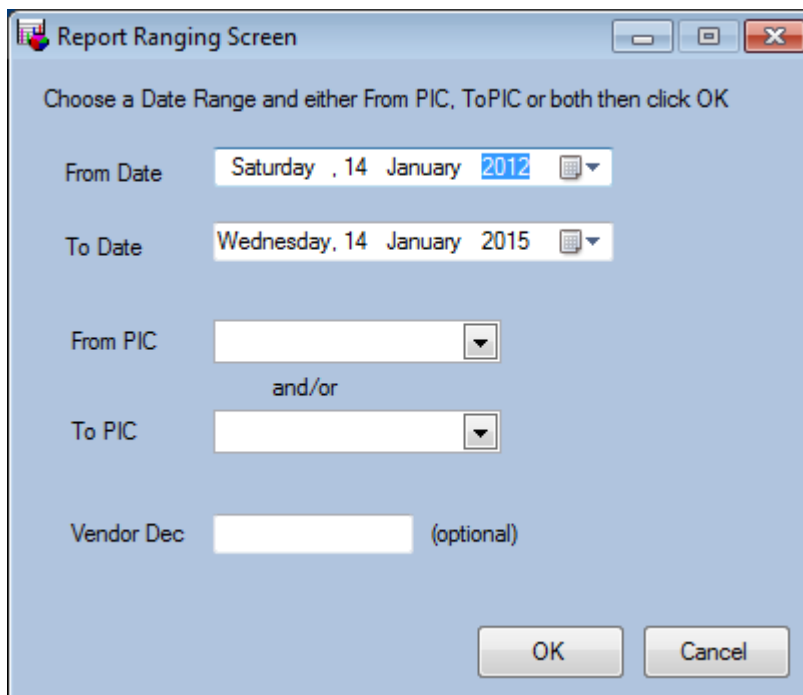 Report Ranging Screen
Choose a Date Range and either From PIC, ToPIC or both then click OK
From Date Saturday , 14 January 2012
To Date Wednesday, 14 January 2015
From PIC
and/or
To PIC
Vendor Dec (optional)
OK Cancel